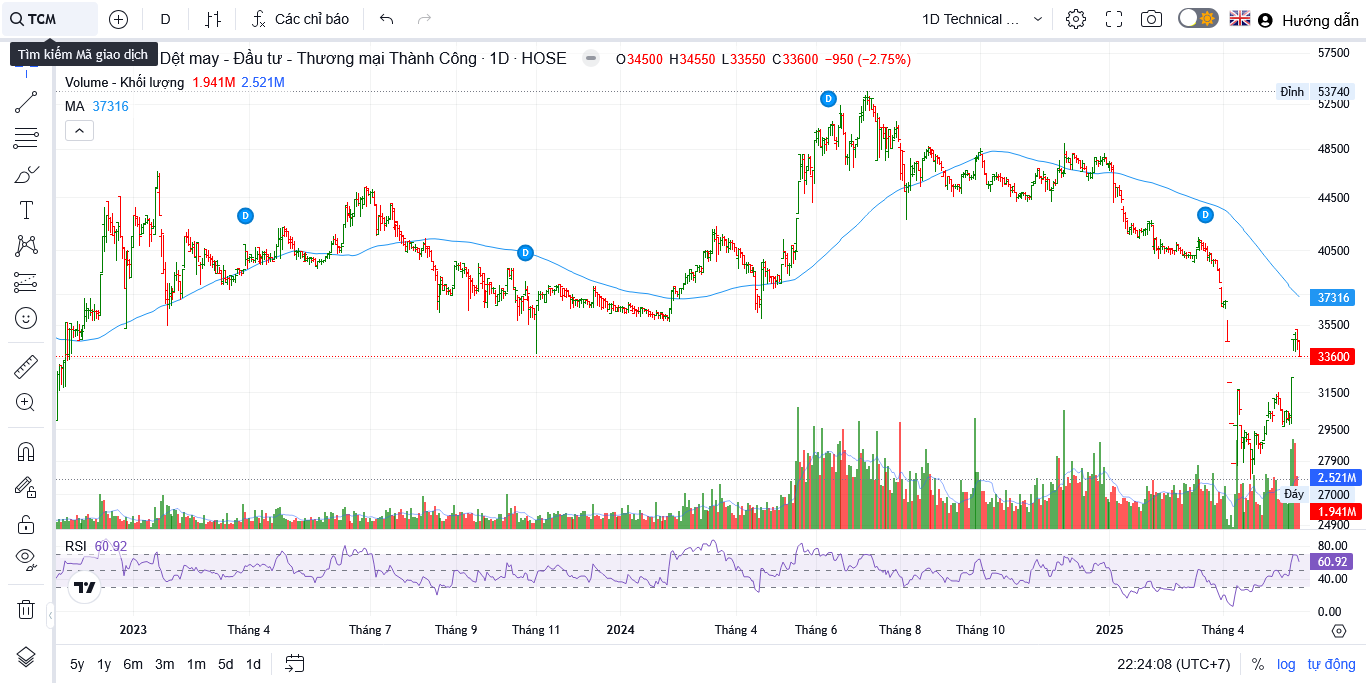 TCM D Các chỉ báo 1D Technical ... Hướng dẫn
Tìm kiếm Mã giao dịch
Dệt may - Đầu tư - Thương mại Thành Công · 1D · HOSE O34500 H34550 L33550 C33600 −950 (−2.75%)
Volume - Khối lượng 1.941M 2.521M
MA 37316
57500
Đỉnh 53740
52500
48500
44500
40500
37316
35500
33600
31500
29500
27900
2.521M
Đáy 27000
1.941M
24900
D
D
D
D
RSI 60.92
80.00
60.92
40.00
0.00
2023 Tháng 4 Tháng 7 Tháng 9 Tháng 11 2024 Tháng 4 Tháng 6 Tháng 8 Tháng 10 2025 Tháng 4
5y 1y 6m 3m 1m 5d 1d 22:24:08 (UTC+7) % log tự động